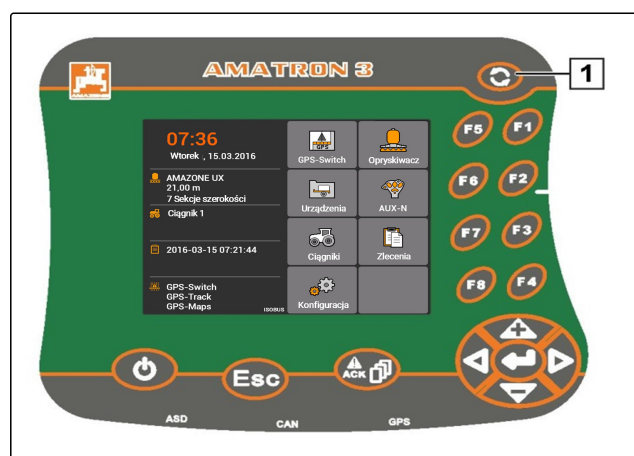 AMATRON 3
1
07:36
Wtorek , 15.03.2016
AMAZONE UX
21,00 m
7 Sekcje szerokości
Ciągnik 1
2016-03-15 07:21:44
GPS-Switch
GPS-Track
GPS-Maps
ISOBUS
GPS
GPS-Switch
Opryskiwacz
Urządzenia
AUX-N
Ciągniki
Zlecenia
Konfiguracja
F5
F1
F6
F2
F7
F3
F8
F4
Esc
ACK
ASD
CAN
GPS